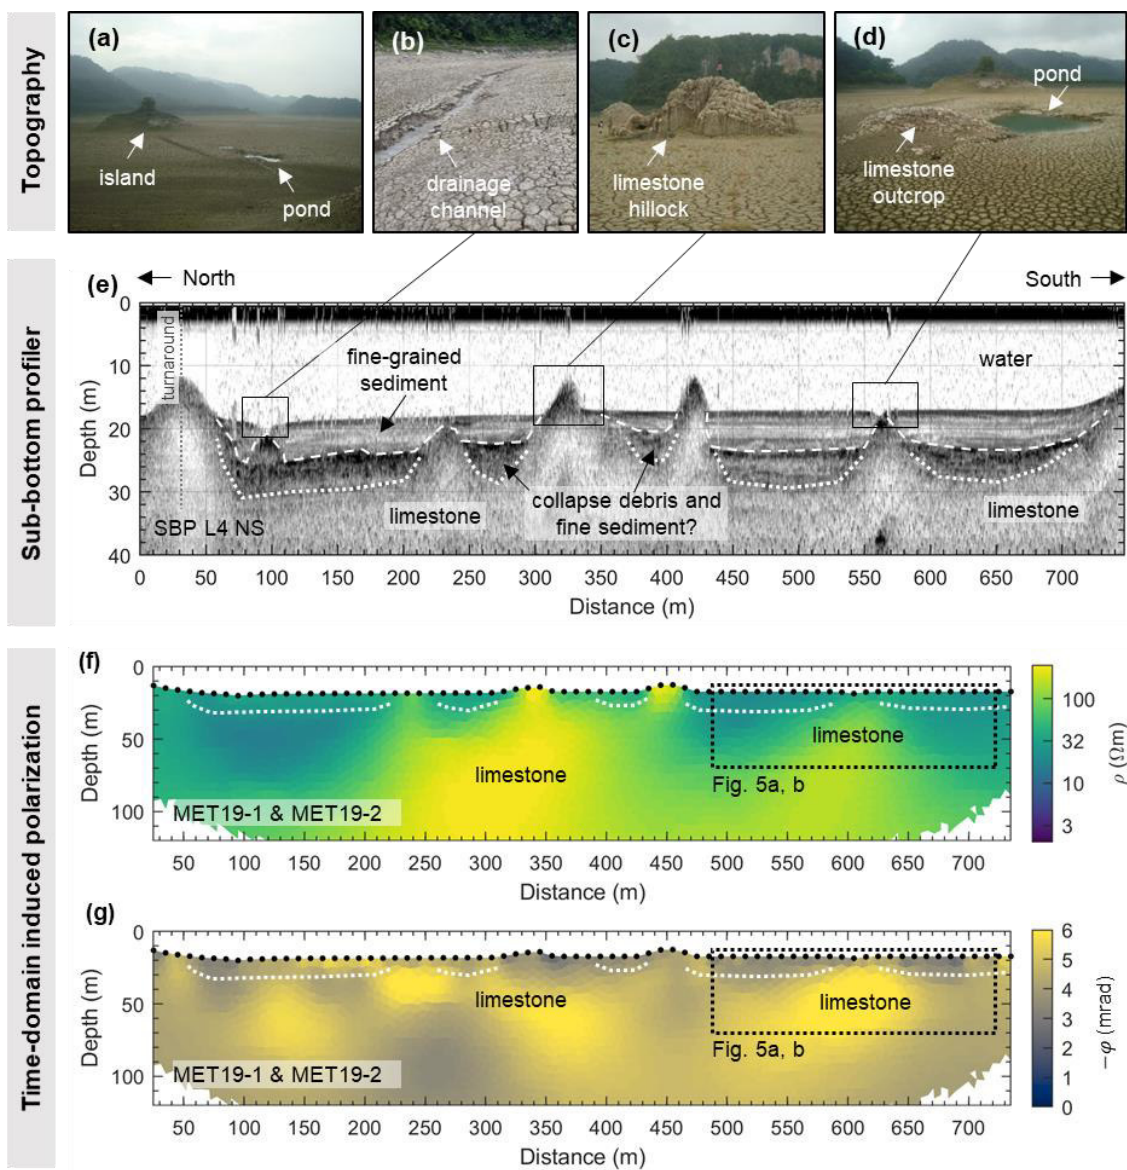 Topography
(a)
island
pond
(b)
drainage
channel
(c)
limestone
hillock
(d)
pond
limestone
outcrop
Sub-bottom profiler
(e)
North
South
0
10
20
30
40
Depth (m)
turnaround
fine-grained
sediment
water
limestone
collapse debris and
fine sediment?
limestone
SBP L4 NS
0 50 100 150 200 250 300 350 400 450 500 550 600 650 700
Distance (m)
Time-domain induced polarization
(f)
0
50
100
Depth (m)
limestone
limestone
Fig. 5a, b
MET19-1 & MET19-2
50 100 150 200 250 300 350 400 450 500 550 600 650 700
Distance (m)
100
32
10
3
ρ (Ωm)
(g)
0
50
100
Depth (m)
limestone
limestone
Fig. 5a, b
MET19-1 & MET19-2
50 100 150 200 250 300 350 400 450 500 550 600 650 700
Distance (m)
6
5
4
3
2
1
0
−φ (mrad)